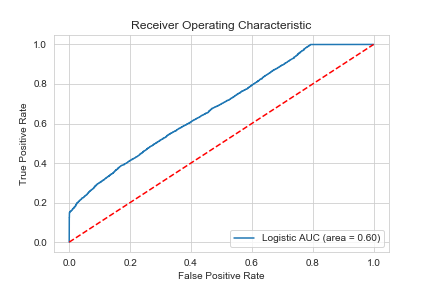 Receiver Operating Characteristic
True Positive Rate
1.0
0.8
0.6
0.4
0.2
0.0
Logistic AUC (area = 0.60)
0.0 0.2 0.4 0.6 0.8 1.0
False Positive Rate